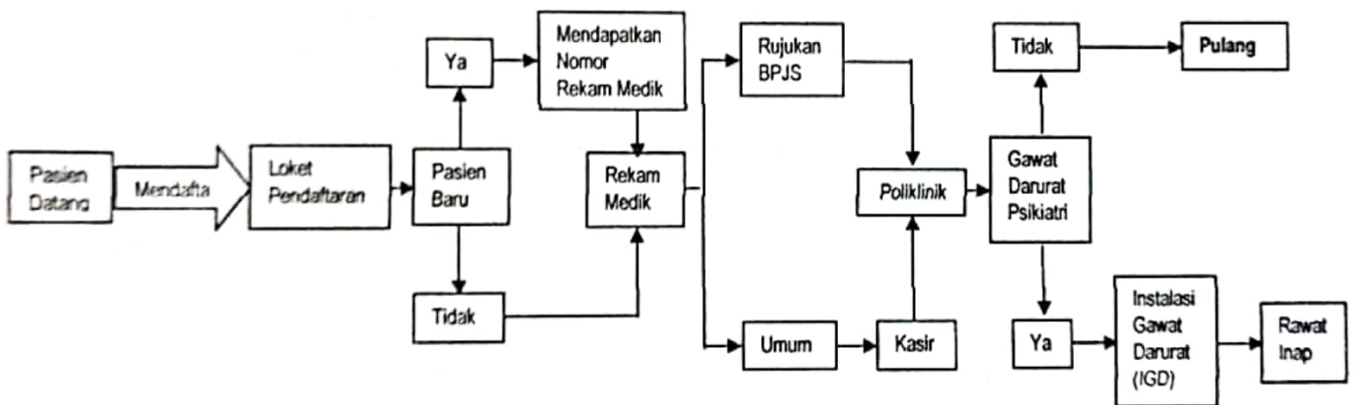 Pasien
Datang
Mendafta
Loket
Pendaftaran
Pasien
Baru
Ya
Mendapatkan
Nomor
Rekam Medik
Tidak
Rekam
Medik
Rujukan
BPJS
Umum
Kasir
Poliklinik
Gawat
Darurat
Psikiatri
Tidak
Pulang
Ya
Instalasi
Gawat
Darurat
(IGD)
Rawat
Inap